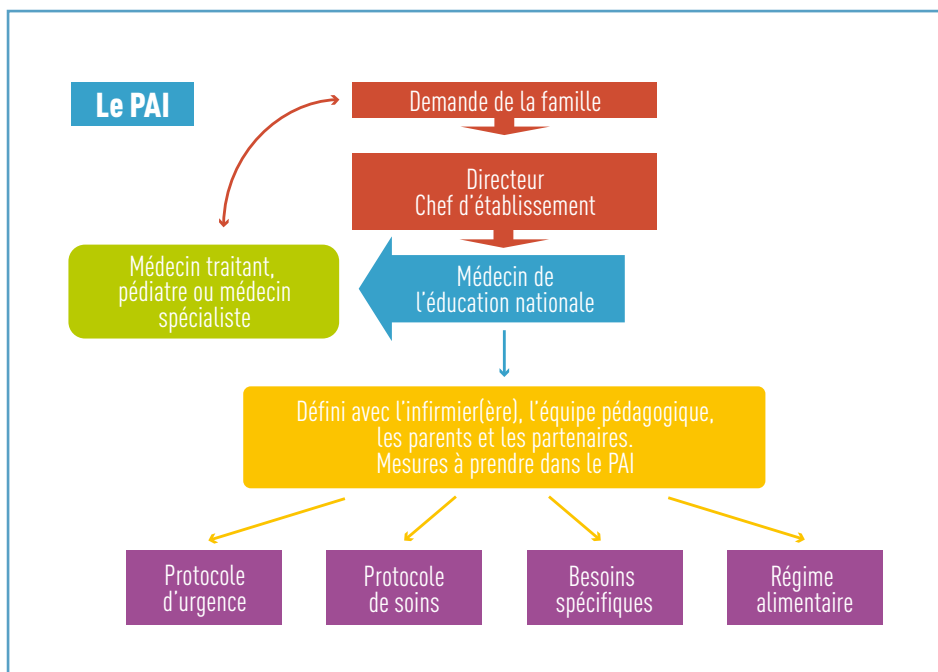 Le PAI
Demande de la famille
Directeur
Chef d'établissement
Médecin traitant,
pédiatre ou médecin
spécialiste
Médecin de
l'éducation nationale
Défini avec l'infirmier(ère), l'équipe pédagogique,
les parents et les partenaires.
Mesures à prendre dans le PAI
Protocole
d'urgence
Protocole
de soins
Besoins
spécifiques
Régime
alimentaire